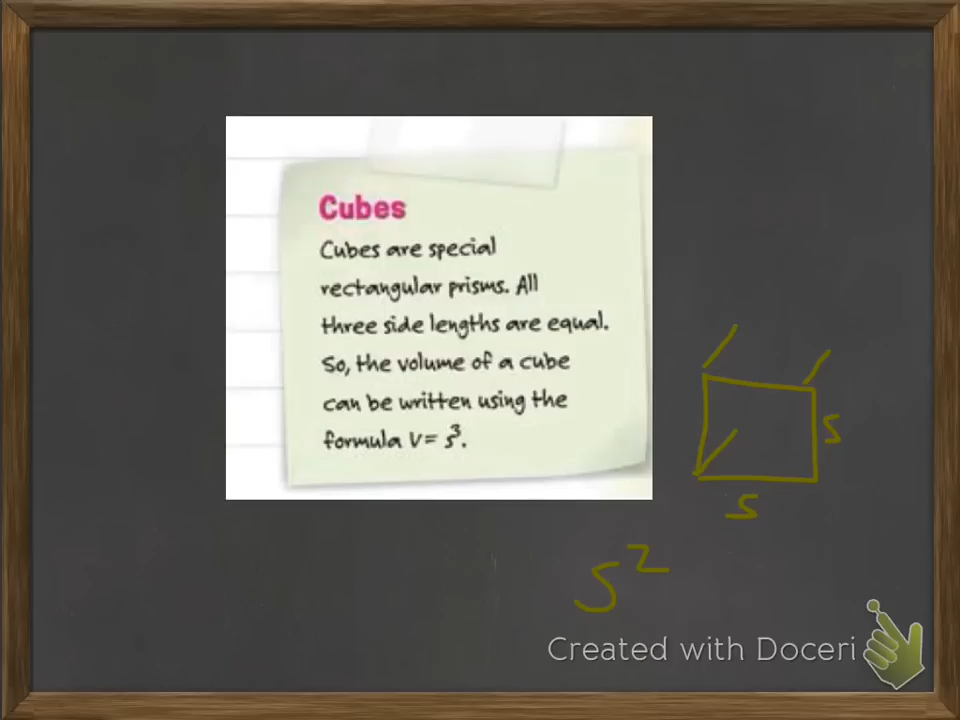 Cubes
Cubes are special
rectangular prisms. All
three side lengths are equal.
So, the volume of a cube
can be written using the
formula V = s³.
s
s
s²
Created with Doceri